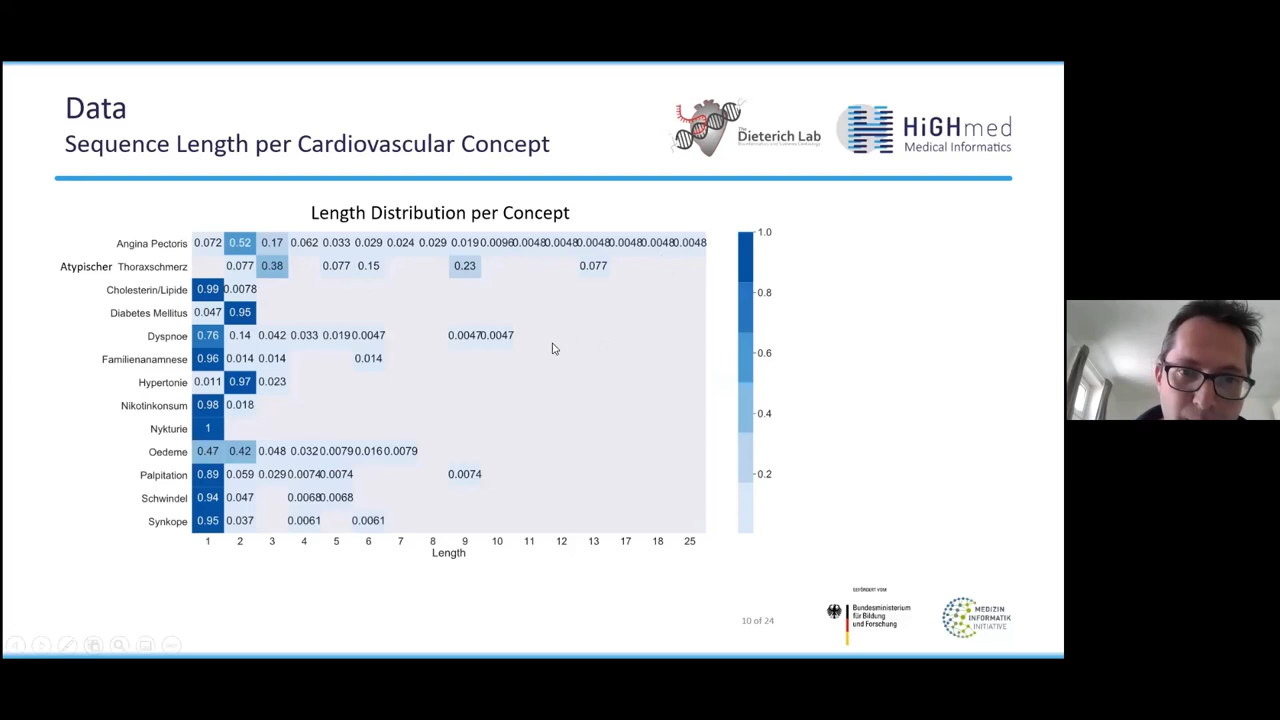 Data
Sequence Length per Cardiovascular Concept
The
Dieterich Lab
HiGHmed
Medical Informatics
Length Distribution per Concept
Angina Pectoris 0.072 0.52 0.17 0.062 0.033 0.029 0.024 0.029 0.019 0.0096 0.0048 0.0048 0.0048 0.0048 0.0048 0.0048
Atypischer Thoraxschmerz 0.077 0.38 0.077 0.15 0.23 0.077
Cholesterin/Lipide 0.99 0.0078
Diabetes Mellitus 0.047 0.95
Dyspnoe 0.76 0.14 0.042 0.033 0.019 0.0047 0.0047 0.0047
Familienanamnese 0.96 0.014 0.014 0.014
Hypertonie 0.011 0.97 0.023
Nikotinkonsum 0.98 0.018
Nykturie 1
Oedeme 0.47 0.42 0.048 0.032 0.0079 0.016 0.0079
Palpitation 0.89 0.059 0.029 0.0074 0.0074 0.0074
Schwindel 0.94 0.047 0.0068 0.0068
Synkope 0.95 0.037 0.0061 0.0061
1 2 3 4 5 6 7 8 9 10 11 12 13 17 18 25
Length
1.0
0.8
0.6
0.4
0.2
10 of 24
GEFÖRDERT VOM
Bundesministerium
für Bildung
und Forschung
MEDIZIN
INFORMATIK
INITIATIVE